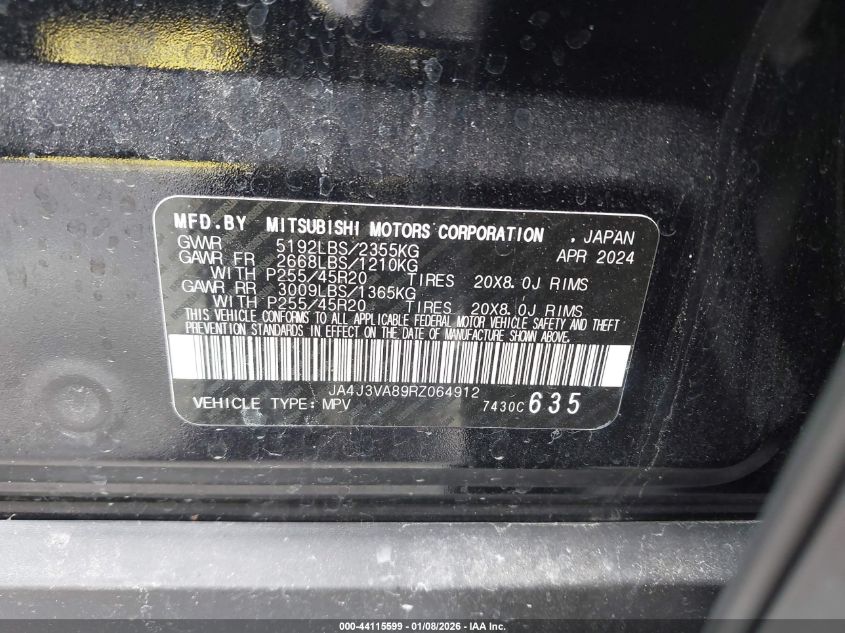 MFD.BY MITSUBISHI MOTORS CORPORATION , JAPAN
GVWR 5192LBS/2355KG APR 2024
GAWR FR 2668LBS/1210KG
WITH P255/45R20 TIRES 20X8.0J RIMS
GAWR RR 3009LBS/1365KG
WITH P255/45R20 TIRES 20X8.0J RIMS
THIS VEHICLE CONFORMS TO ALL APPLICABLE FEDERAL MOTOR VEHICLE SAFETY AND THEFT
PREVENTION STANDARDS IN EFFECT ON THE DATE OF MANUFACTURE SHOWN ABOVE.
JA4J3VA89RZ064912
VEHICLE TYPE: MPV 7430C 635
000-44115599 - 01/08/2026 - IAA Inc.